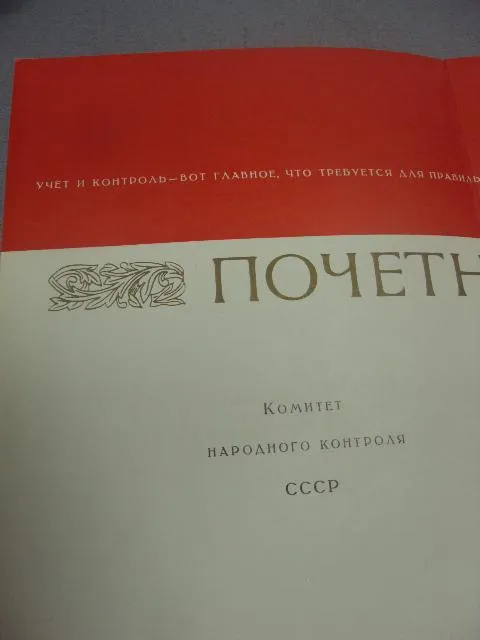 УЧЕТ И КОНТРОЛЬ—ВОТ ГЛАВНОЕ, ЧТО ТРЕБУЕТСЯ ДЛЯ ПРАВИЛЬ
ПОЧЕТН
КОМИТЕТ
НАРОДНОГО КОНТРОЛЯ
СССР